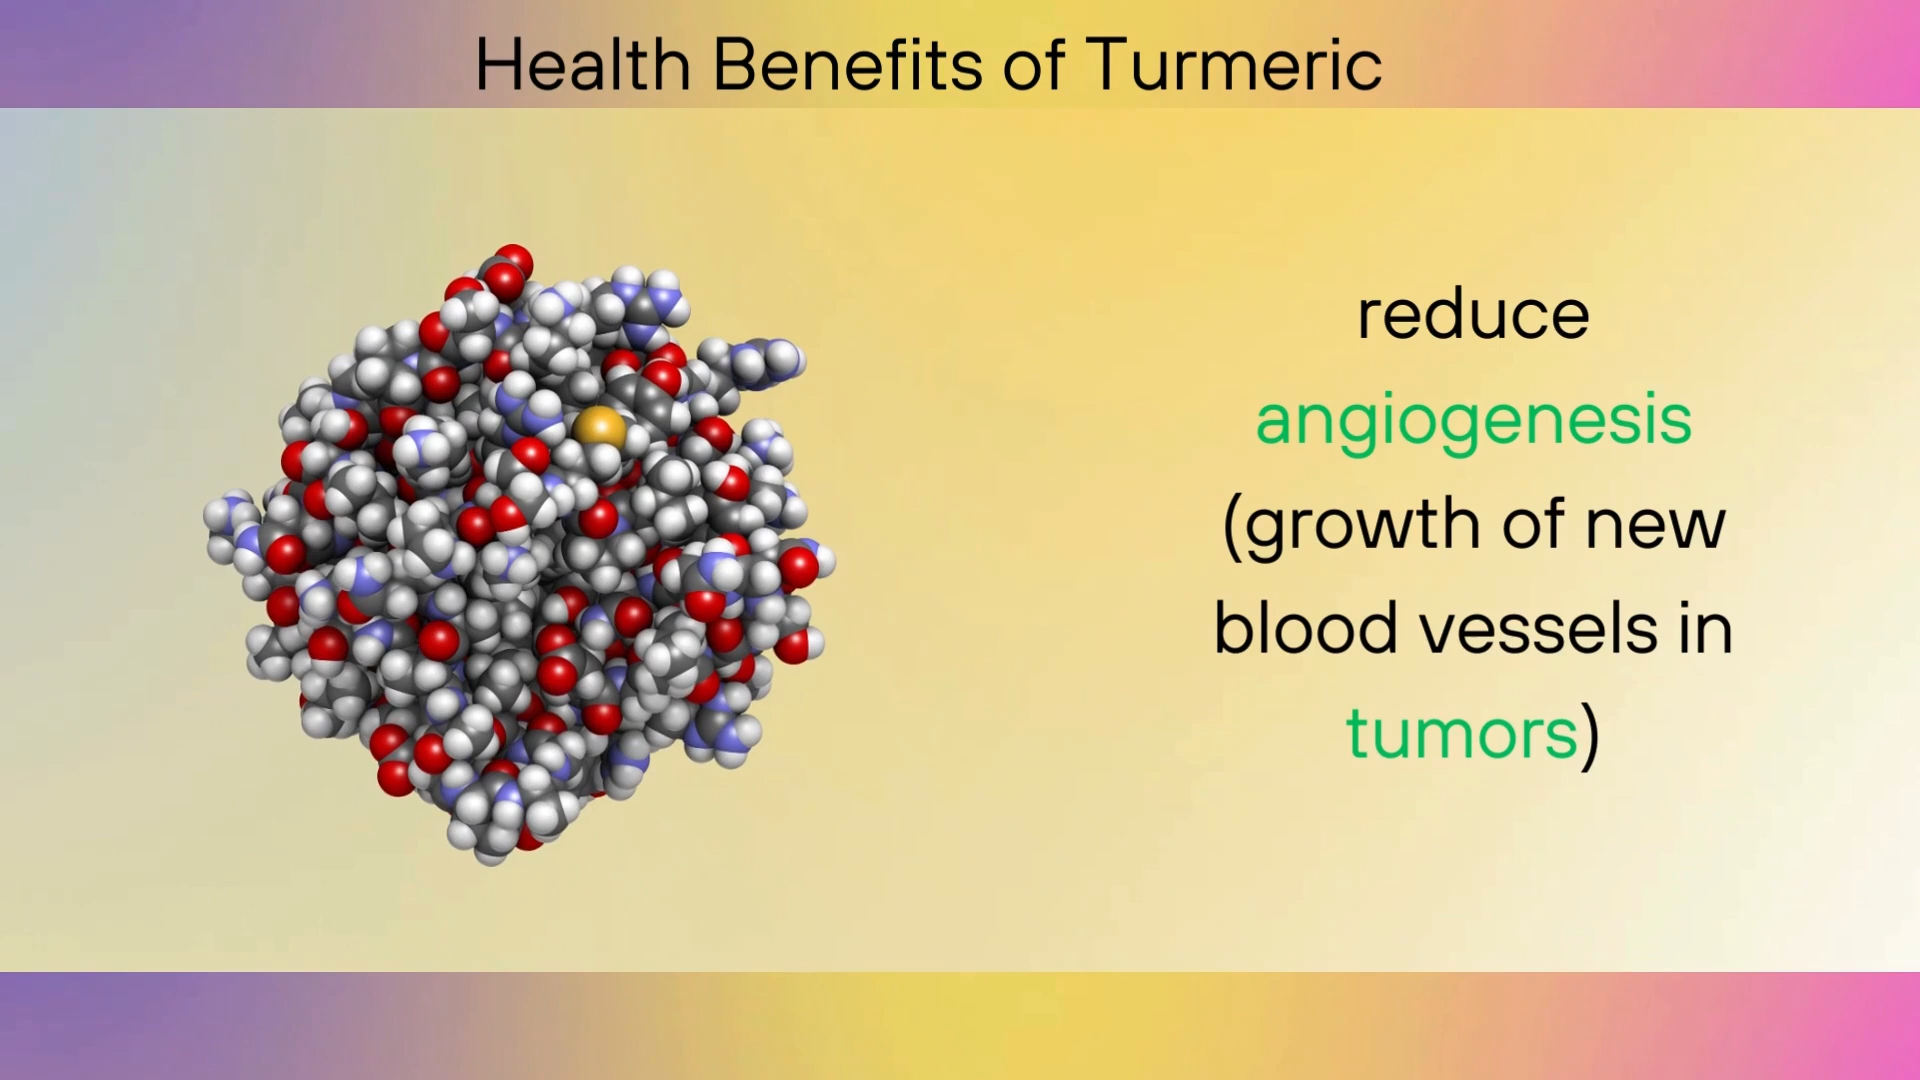 Health Benefits of Turmeric
reduce
angiogenesis
(growth of new
blood vessels in
tumors)